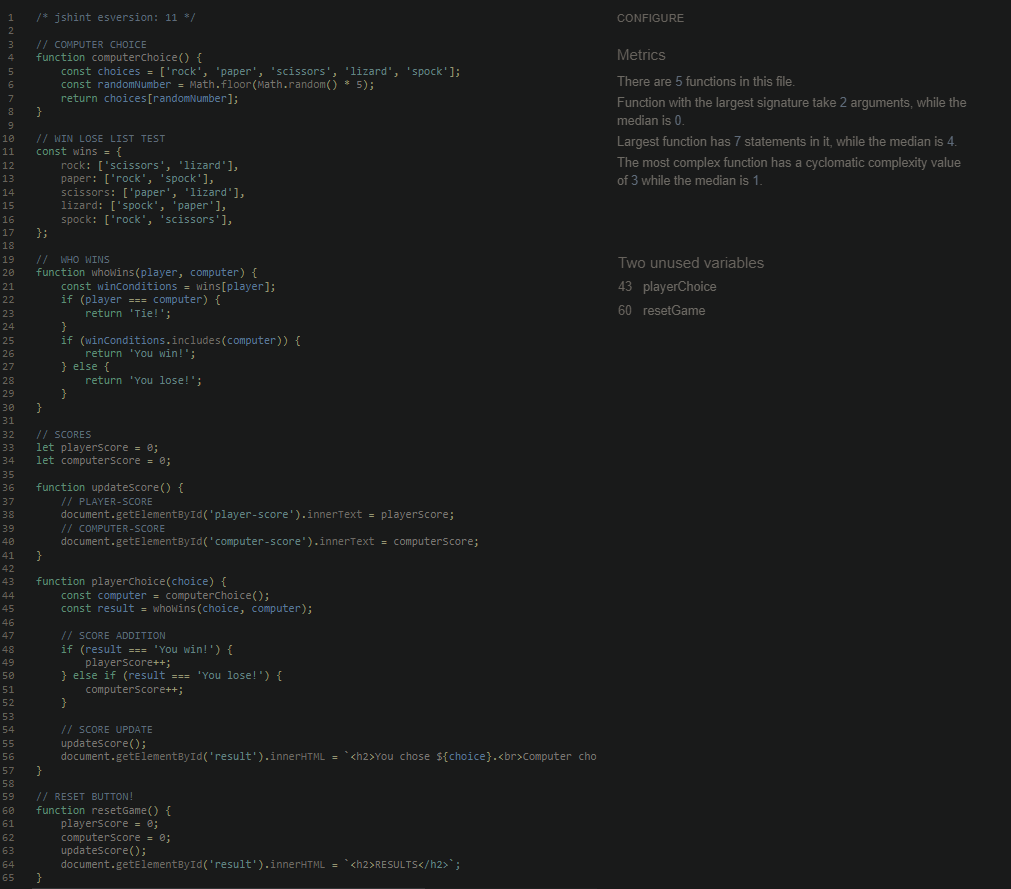 1 /* jshint esversion: 11 */
2
3 // COMPUTER CHOICE
4 function computerChoice() {
5     const choices = ['rock', 'paper', 'scissors', 'lizard', 'spock'];
6     const randomNumber = Math.floor(Math.random() * 5);
7     return choices[randomNumber];
8 }
9
10 // WIN LOSE LIST TEST
11 const wins = {
12     rock: ['scissors', 'lizard'],
13     paper: ['rock', 'spock'],
14     scissors: ['paper', 'lizard'],
15     lizard: ['spock', 'paper'],
16     spock: ['rock', 'scissors'],
17 };
18
19 //  WHO WINS
20 function whoWins(player, computer) {
21     const winConditions = wins[player];
22     if (player === computer) {
23         return 'Tie!';
24     }
25     if (winConditions.includes(computer)) {
26         return 'You win!';
27     } else {
28         return 'You lose!';
29     }
30 }
31
32 // SCORES
33 let playerScore = 0;
34 let computerScore = 0;
35
36 function updateScore() {
37     // PLAYER-SCORE
38     document.getElementById('player-score').innerText = playerScore;
39     // COMPUTER-SCORE
40     document.getElementById('computer-score').innerText = computerScore;
41 }
42
43 function playerChoice(choice) {
44     const computer = computerChoice();
45     const result = whoWins(choice, computer);
46
47     // SCORE ADDITION
48     if (result === 'You win!') {
49         playerScore++;
50     } else if (result === 'You lose!') {
51         computerScore++;
52     }
53
54     // SCORE UPDATE
55     updateScore();
56     document.getElementById('result').innerHTML = `<h2>You chose ${choice}.<br>Computer cho
57 }
58
59 // RESET BUTTON!
60 function resetGame() {
61     playerScore = 0;
62     computerScore = 0;
63     updateScore();
64     document.getElementById('result').innerHTML = `<h2>RESULTS</h2>`;
65 }
CONFIGURE
Metrics
There are 5 functions in this file.
Function with the largest signature take 2 arguments, while the
median is 0.
Largest function has 7 statements in it, while the median is 4.
The most complex function has a cyclomatic complexity value
of 3 while the median is 1.
Two unused variables
43 playerChoice
60 resetGame